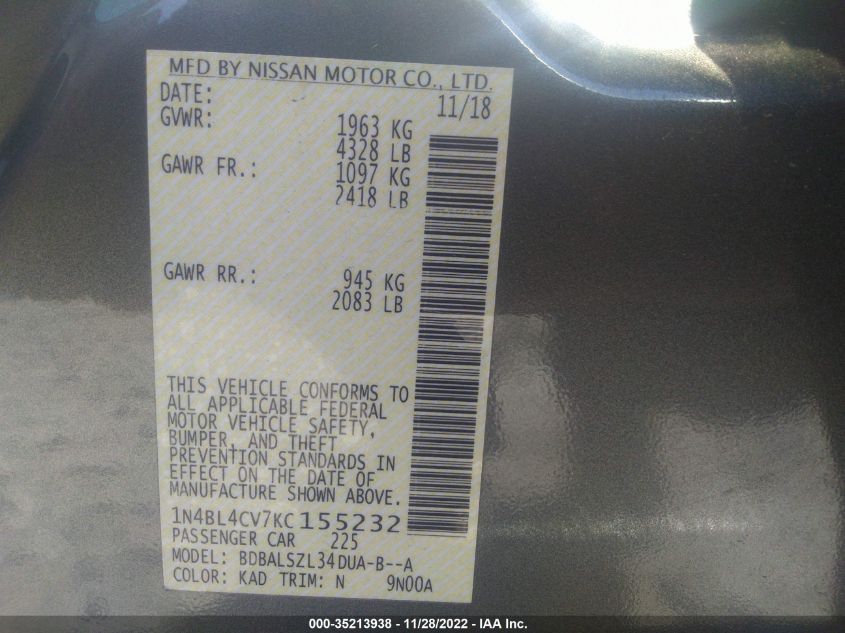 MFD BY NISSAN MOTOR CO., LTD.
DATE: 11/18
GVWR: 1963 KG
4328 LB
GAWR FR.: 1097 KG
2418 LB
GAWR RR.: 945 KG
2083 LB
THIS VEHICLE CONFORMS TO
ALL APPLICABLE FEDERAL
MOTOR VEHICLE SAFETY,
BUMPER, AND THEFT
PREVENTION STANDARDS IN
EFFECT ON THE DATE OF
MANUFACTURE SHOWN ABOVE.
1N4BL4CV7KC155232
PASSENGER CAR 225
MODEL: BDBALSZL34DUA-B--A
COLOR: KAD TRIM: N 9N00A
000-35213938 - 11/28/2022 - IAA Inc.